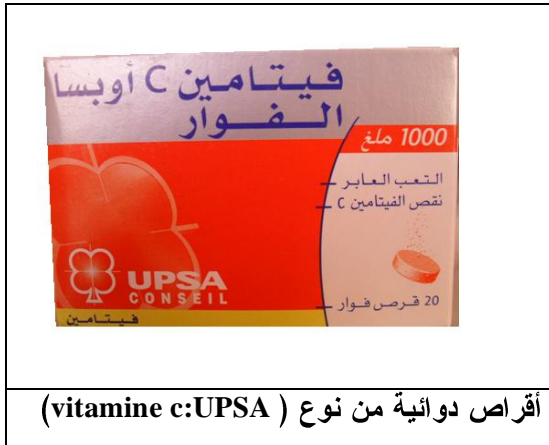 فيتامين C أوبسا
الفوار
1000 ملغ
التعب العابر
نقص الفيتامين C
UPSA
CONSEIL
20 قرص فوار
فيتامين
أقراص دوائية من نوع ( vitamine c:UPSA)